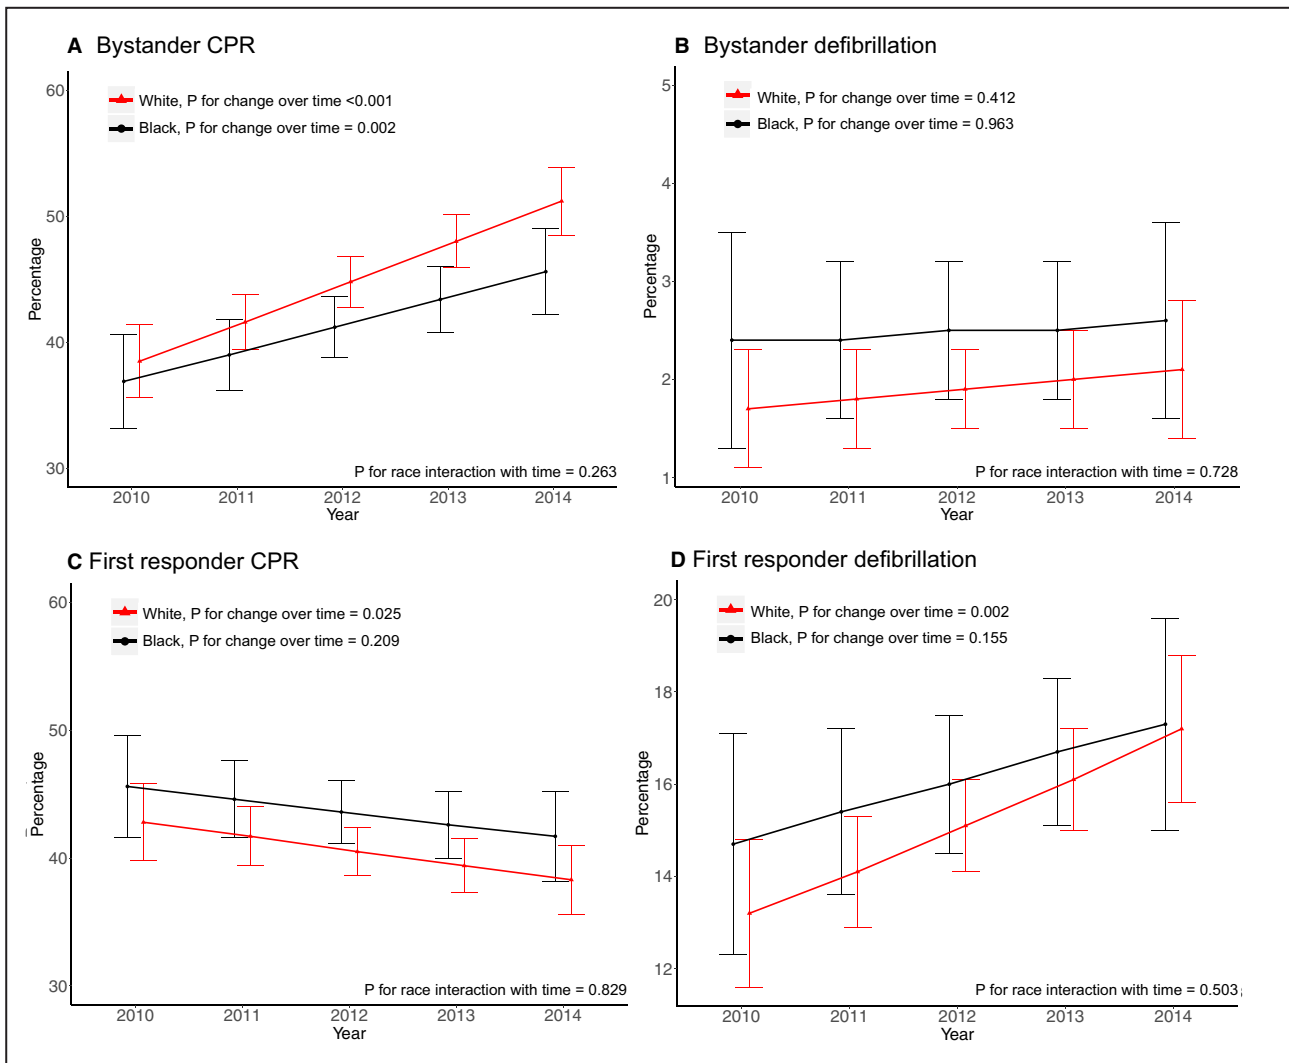 A Bystander CPR
60
50
40
30
Percentage
White, P for change over time <0.001
Black, P for change over time = 0.002
P for race interaction with time = 0.263
2010 2011 2012 2013 2014
Year
B Bystander defibrillation
5
4
3
2
1
Percentage
White, P for change over time = 0.412
Black, P for change over time = 0.963
P for race interaction with time = 0.728
2010 2011 2012 2013 2014
Year
C First responder CPR
60
50
40
30
Percentage
White, P for change over time = 0.025
Black, P for change over time = 0.209
P for race interaction with time = 0.829
2010 2011 2012 2013 2014
Year
D First responder defibrillation
20
18
16
14
12
Percentage
White, P for change over time = 0.002
Black, P for change over time = 0.155
P for race interaction with time = 0.503
2010 2011 2012 2013 2014
Year